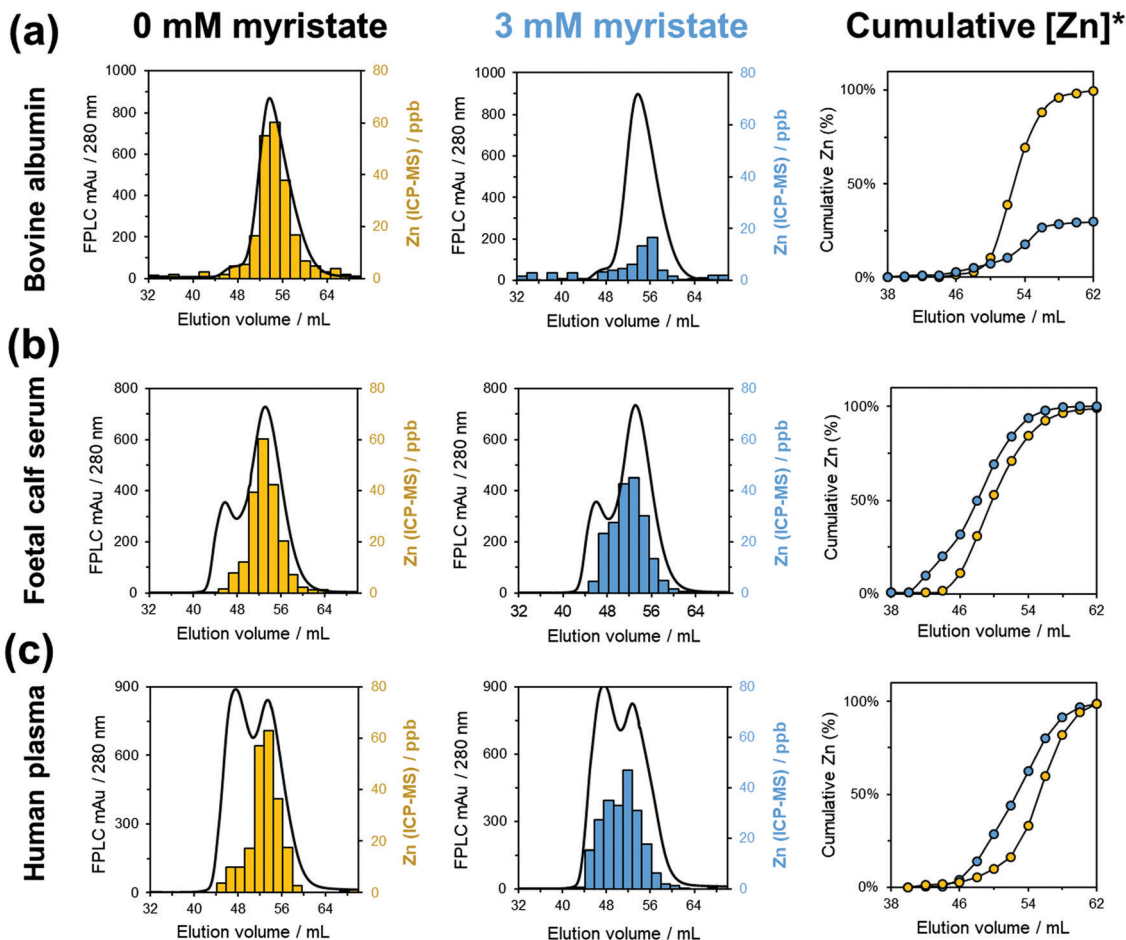 0 mM myristate
3 mM myristate
Cumulative [Zn]*
(a)
Bovine albumin
FPLC mAu / 280 nm
1000
800
600
400
200
0
32 40 48 56 64
Elution volume / mL
80
60
40
20
0
Zn (ICP-MS) / ppb
FPLC mAu / 280 nm
1000
800
600
400
200
0
32 40 48 56 64
Elution volume / mL
80
60
40
20
0
Zn (ICP-MS) / ppb
Cumulative Zn (%)
100%
50%
0%
38 46 54 62
Elution volume / mL
(b)
Foetal calf serum
FPLC mAu / 280 nm
800
600
400
200
0
32 40 48 56 64
Elution volume / mL
80
60
40
20
0
Zn (ICP-MS) / ppb
FPLC mAu / 280 nm
800
600
400
200
0
32 40 48 56 64
Elution volume / mL
80
60
40
20
0
Zn (ICP-MS) / ppb
Cumulative Zn (%)
100%
50%
0%
38 46 54 62
Elution volume / mL
(c)
Human plasma
FPLC mAu / 280 nm
900
600
300
0
32 40 48 56 64
Elution volume / mL
80
60
40
20
0
Zn (ICP-MS) / ppb
FPLC mAu / 280 nm
900
600
300
0
32 40 48 56 64
Elution volume / mL
80
60
40
20
0
Zn (ICP-MS) / ppb
Cumulative Zn (%)
100%
50%
0%
38 46 54 62
Elution volume / mL